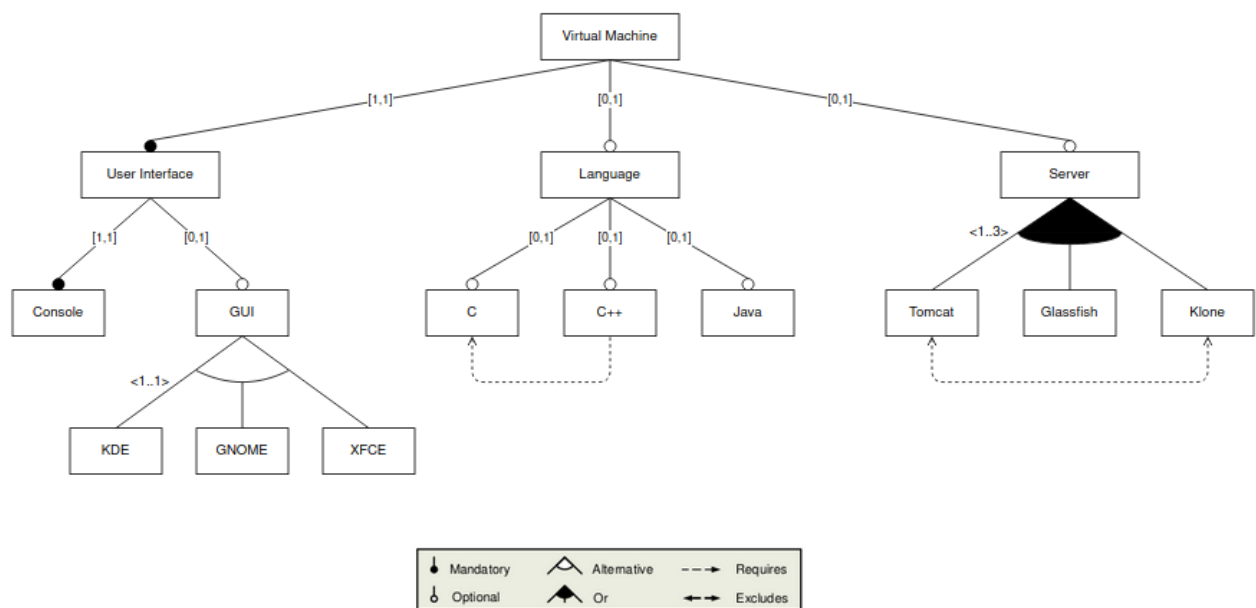 Virtual Machine
[1,1]
[0,1]
[0,1]
User Interface
Language
Server
[1,1]
[0,1]
[0,1]
[0,1]
[0,1]
<1..3>
Console
GUI
C
C++
Java
Tomcat
Glassfish
Klone
<1..1>
KDE
GNOME
XFCE
Mandatory
Alternative
Requires
Optional
Or
Excludes